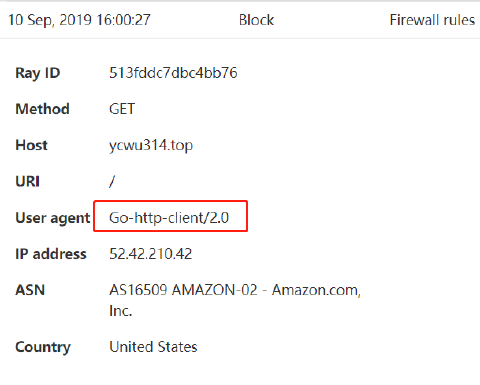 10 Sep, 2019 16:00:27 Block Firewall rules
Ray ID 513fddc7dbc4bb76
Method GET
Host ycwu314.top
URI /
User agent Go-http-client/2.0
IP address 52.42.210.42
ASN AS16509 AMAZON-02 - Amazon.com,
Inc.
Country United States